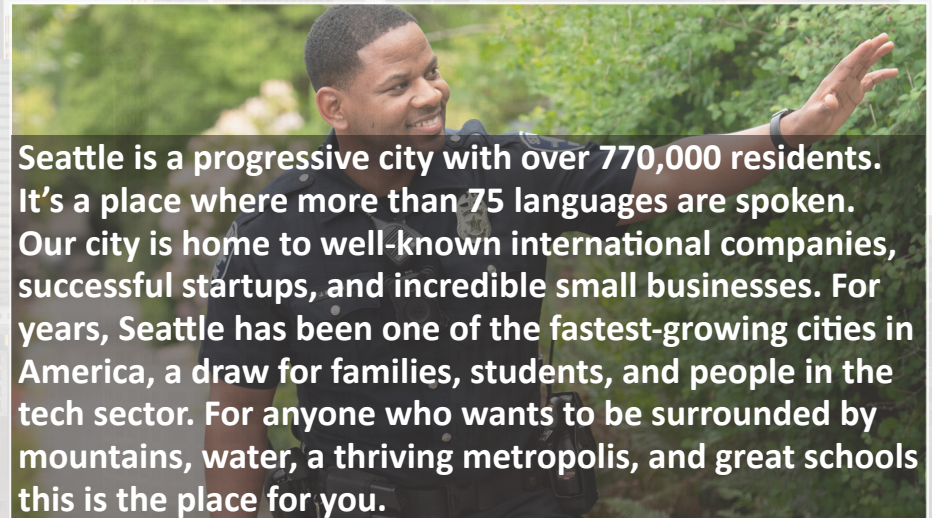 Seattle is a progressive city with over 770,000 residents.
It's a place where more than 75 languages are spoken.
Our city is home to well-known international companies,
successful startups, and incredible small businesses. For
years, Seattle has been one of the fastest-growing cities in
America, a draw for families, students, and people in the
tech sector. For anyone who wants to be surrounded by
mountains, water, a thriving metropolis, and great schools
this is the place for you.